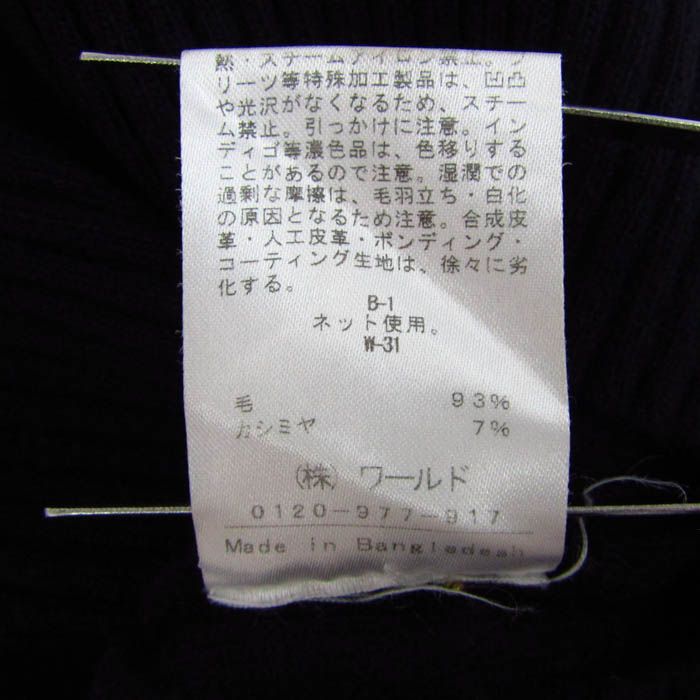 熱・スチームアイロン禁止。プ
リーツ等特殊加工製品は、凹凸
や光沢がなくなるため、スチー
ム禁止。引っかけに注意。イン
ディゴ等濃色品は、色移りする
ことがあるので注意。湿潤での
過剰な摩擦は、毛羽立ち・白化
の原因となるため注意。合成皮
革・人工皮革・ボンディング・
コーティング生地は、徐々に劣
化する。
B-1
ネット使用。
W-31
毛 93%
カシミヤ 7%
(株) ワールド
0120-977-917
Made in Bangladesh